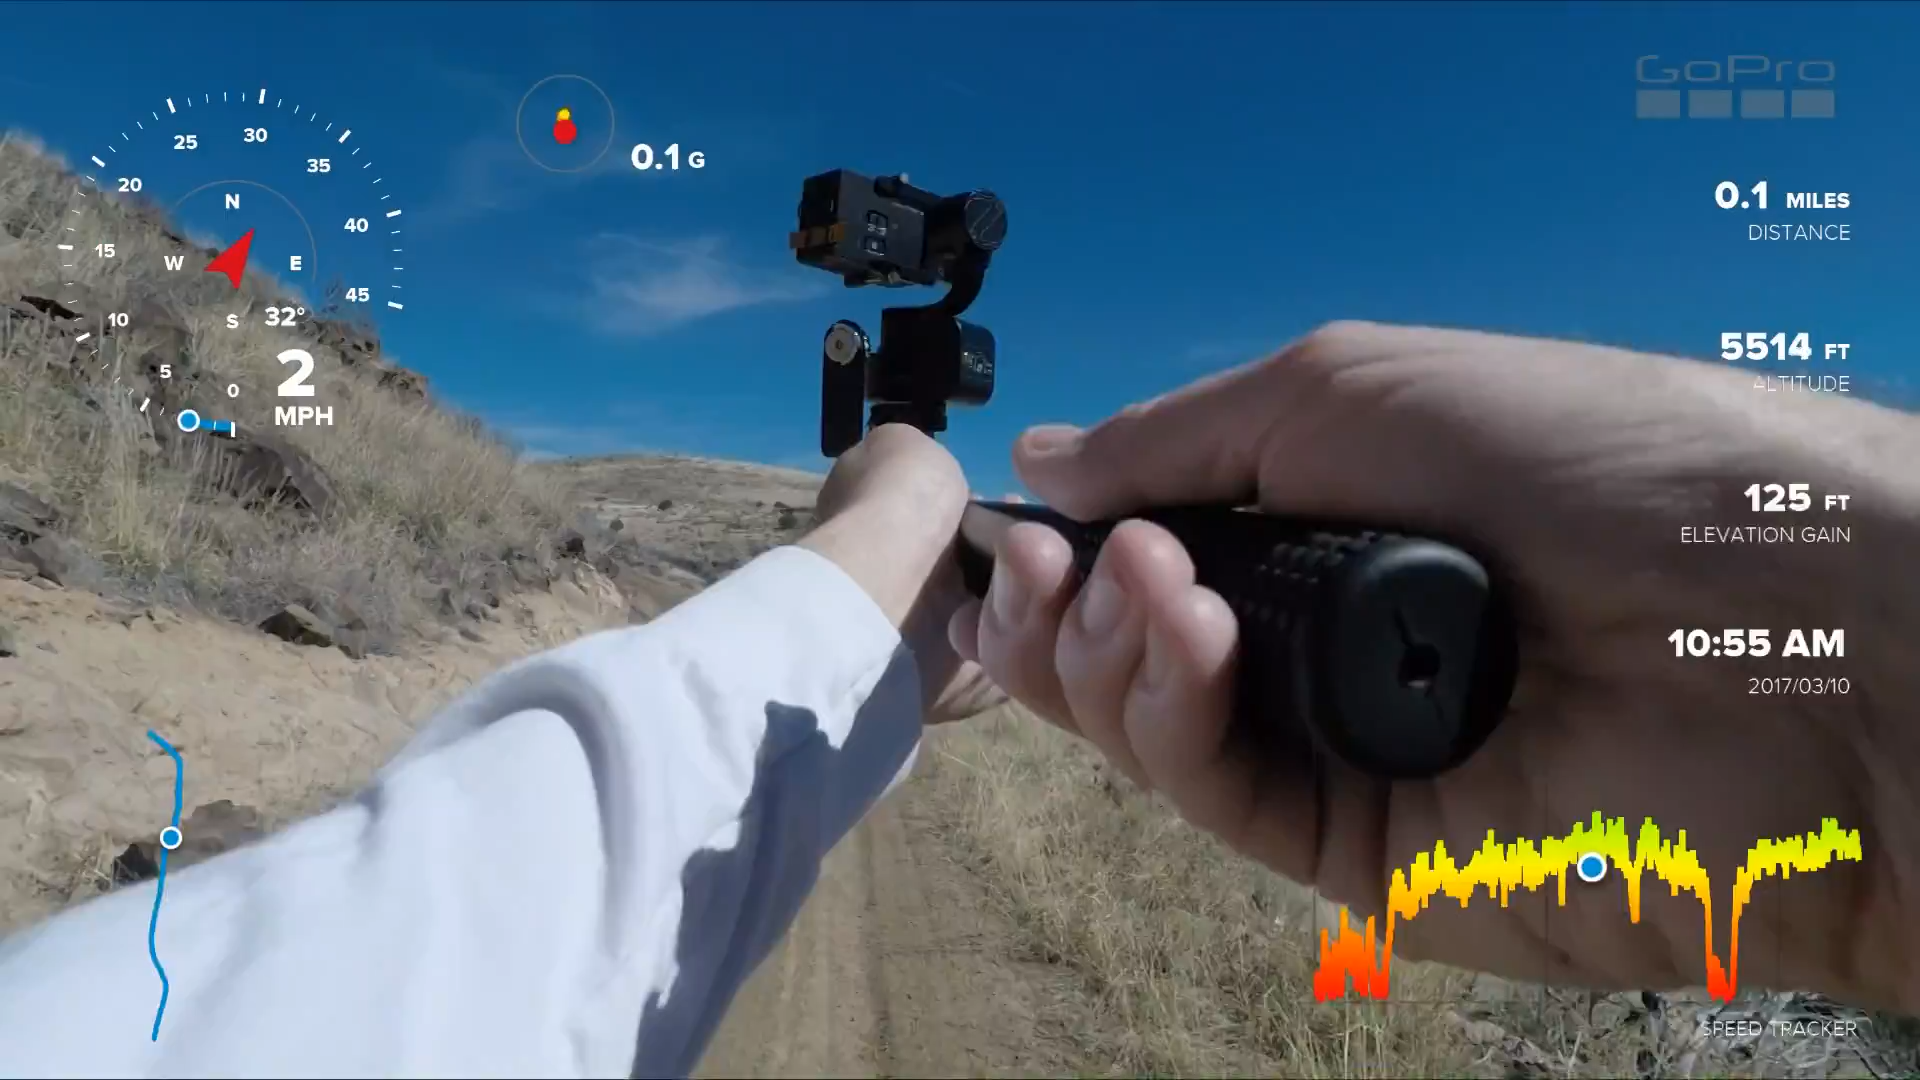 GoPro
25 30 35
20 40
15 45
10 5 0
N
W E
S
32°
2
MPH
0.1 G
0.1 MILES
DISTANCE
5514 FT
ALTITUDE
125 FT
ELEVATION GAIN
10:55 AM
2017/03/10
SPEED TRACKER